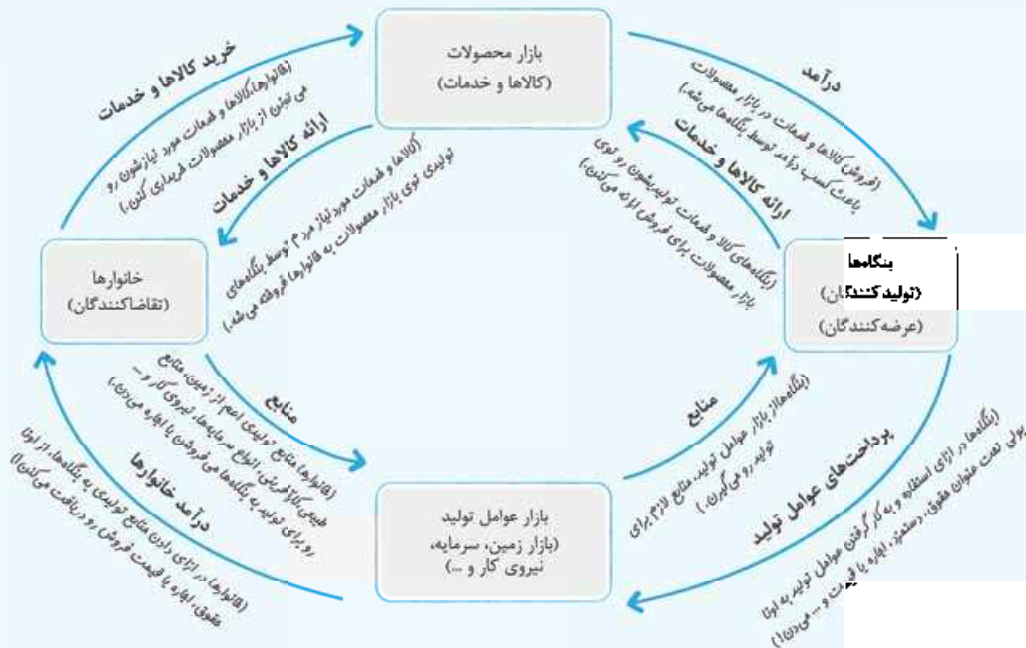 بازار محصولات
(کالاها و خدمات)
درآمد
(فروش کالاها و خدمات در بازار محصولات
باعث کسب درآمد توسط بنگاه‌ها می‌شه.)
ارائه کالاها و خدمات
(بنگاه‌های کالا و خدمات تولیدیشون رو توی
بازار محصولات برای فروش ارائه می‌کنن)
خرید کالاها و خدمات
(خانوارها، کالاها و خدمات مورد نیازشون رو
می تونن از بازار محصولات خریداری کنن.)
ارائه کالاها و خدمات
(کالاها و خدمات مورد نیاز مردم توسط بنگاه‌های
تولیدی توی بازار محصولات به خانوارها فروخته می‌شه.)
بنگاه‌ها
(تولیدکنندگان)
(عرضه‌کنندگان)
خانوارها
(تقاضاکنندگان)
منابع
(بنگاه‌ها از بازار عوامل تولید، منابع لازم برای
تولید رو می‌گیرن.)
پرداخت‌های عوامل تولید
(بنگاه‌ها در ازای استفاده و به کار گرفتن عوامل تولید به اونا
پولی تحت عنوان حقوق، دستمزد، اجاره یا قیمت و ... می‌دن!)
منابع
(خانوارها منابع تولیدی اعم از زمین، منابع
طبیعی، کارآفرینی، انواع سرمایه‌ها، نیروی کار و ...
رو برای تولید به بنگاه‌ها می‌فروشن یا اجاره می‌دن.)
درآمد خانوارها
(خانوارها در ازای دادن منابع تولیدی به بنگاه‌ها، از اونا
حقوق، اجاره یا قیمت فروش رو دریافت می‌کنن!)
بازار عوامل تولید
(بازار زمین، سرمایه،
نیروی کار و ...)